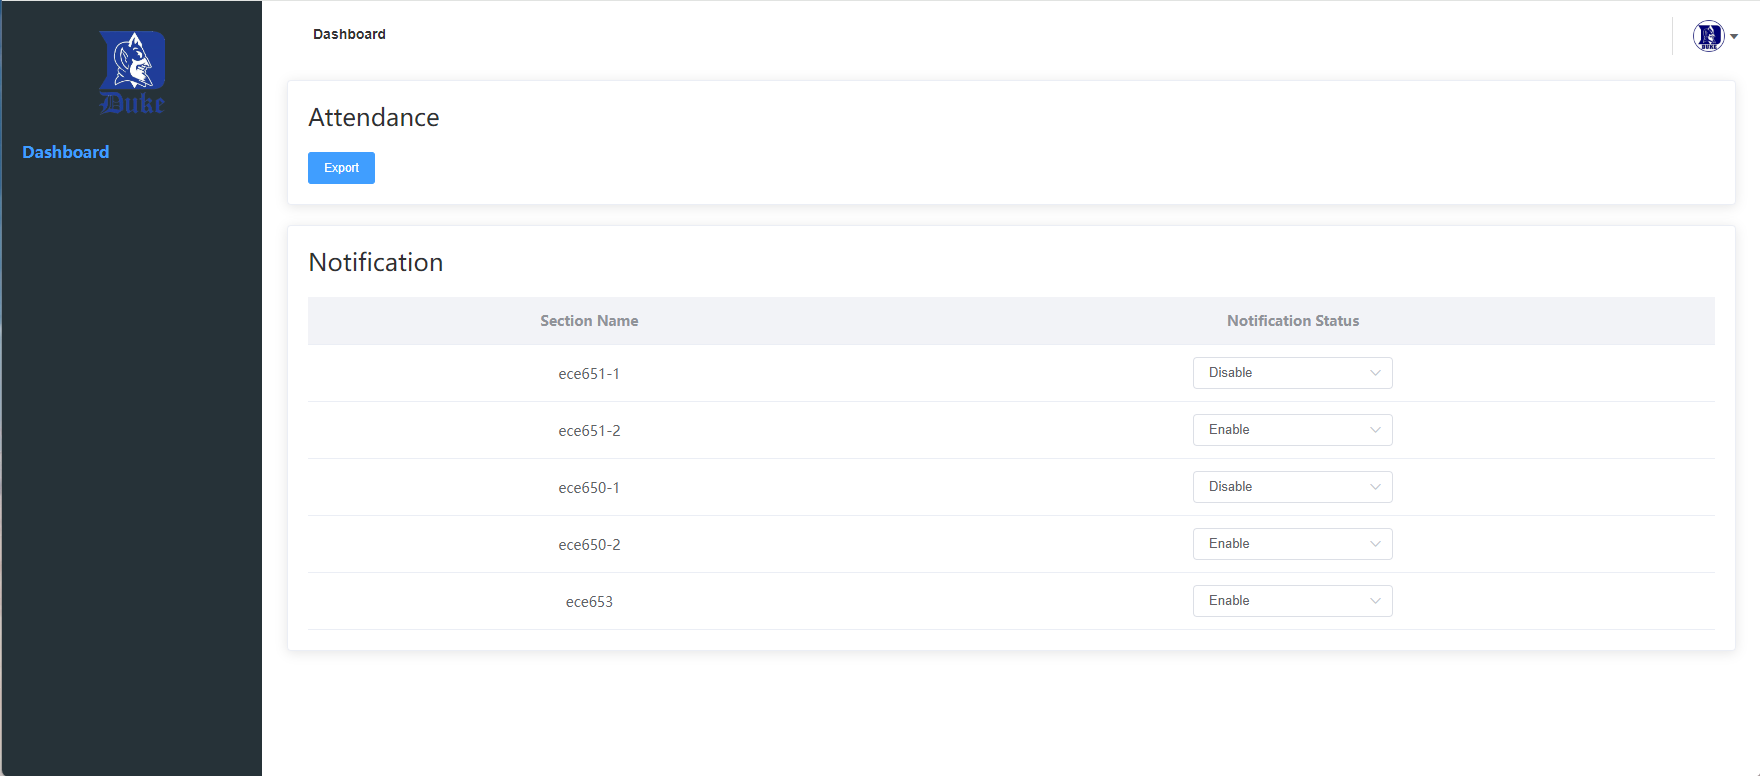 Duke
Dashboard
Dashboard
DUKE
Attendance
Export
Notification
Section Name Notification Status
ece651-1 Disable
ece651-2 Enable
ece650-1 Disable
ece650-2 Enable
ece653 Enable